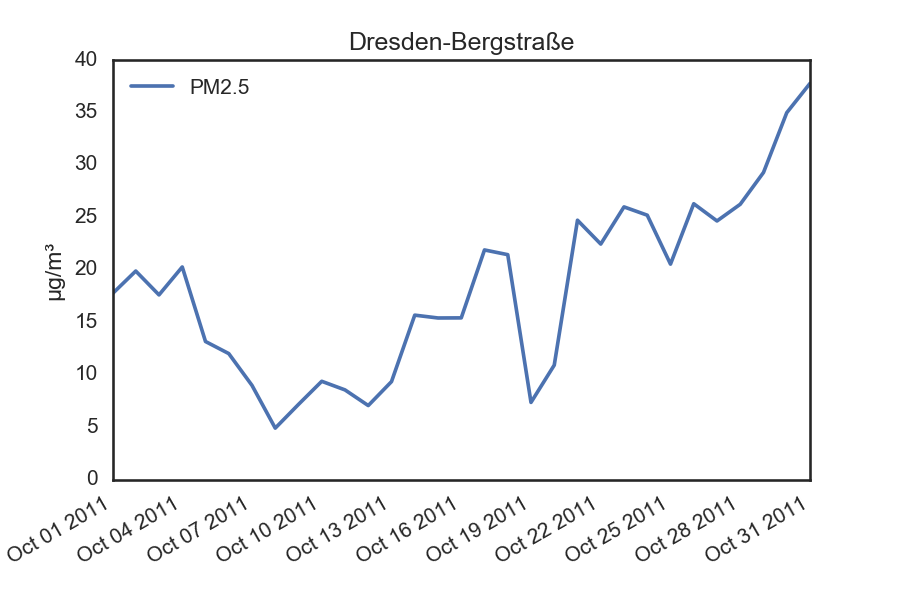 Dresden-Bergstraße
PM2.5
µg/m³
40
35
30
25
20
15
10
5
0
Oct 01 2011
Oct 04 2011
Oct 07 2011
Oct 10 2011
Oct 13 2011
Oct 16 2011
Oct 19 2011
Oct 22 2011
Oct 25 2011
Oct 28 2011
Oct 31 2011